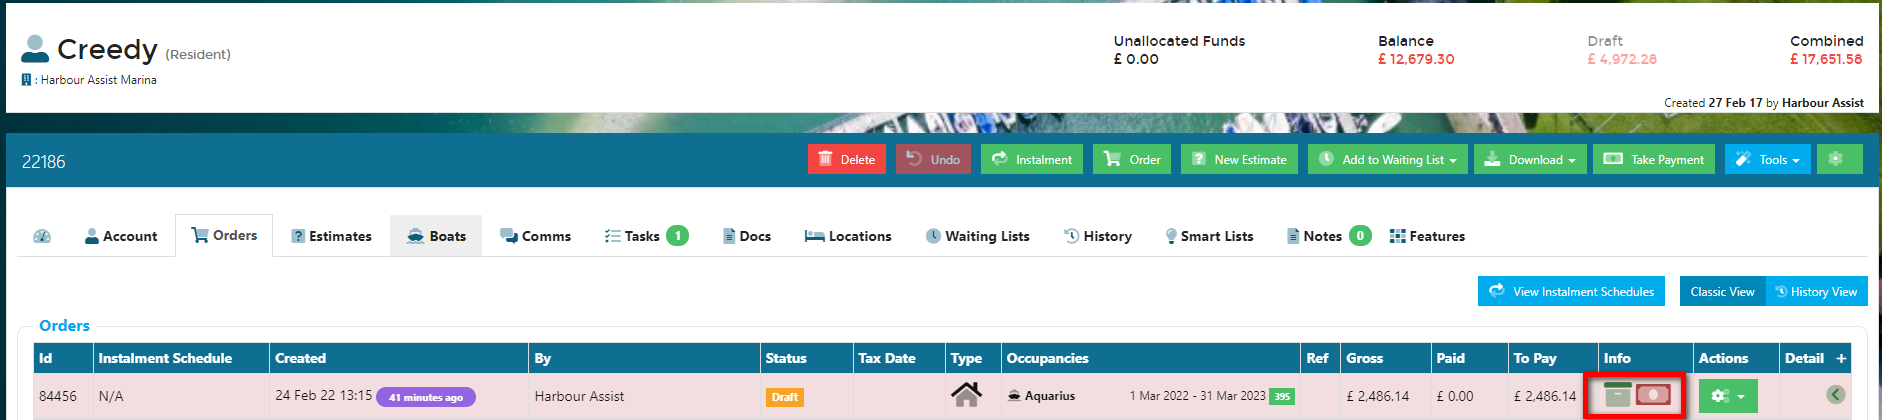 Creedy (Resident)
: Harbour Assist Marina
Unallocated Funds Balance Draft Combined
£ 0.00 £ 12,679.30 £ 4,972.28 £ 17,651.58
Created 27 Feb 17 by Harbour Assist
22186 Delete Undo Instalment Order New Estimate Add to Waiting List Download Take Payment Tools
Account Orders Estimates Boats Comms Tasks 1 Docs Locations Waiting Lists History Smart Lists Notes 0 Features
View Instalment Schedules Classic View History View
Orders
Id Instalment Schedule Created By Status Tax Date Type Occupancies Ref Gross Paid To Pay Info Actions Detail +
84456 N/A 24 Feb 22 13:15 41 minutes ago Harbour Assist Draft Aquarius 1 Mar 2022 - 31 Mar 2023 395 £ 2,486.14 £ 0.00 £ 2,486.14